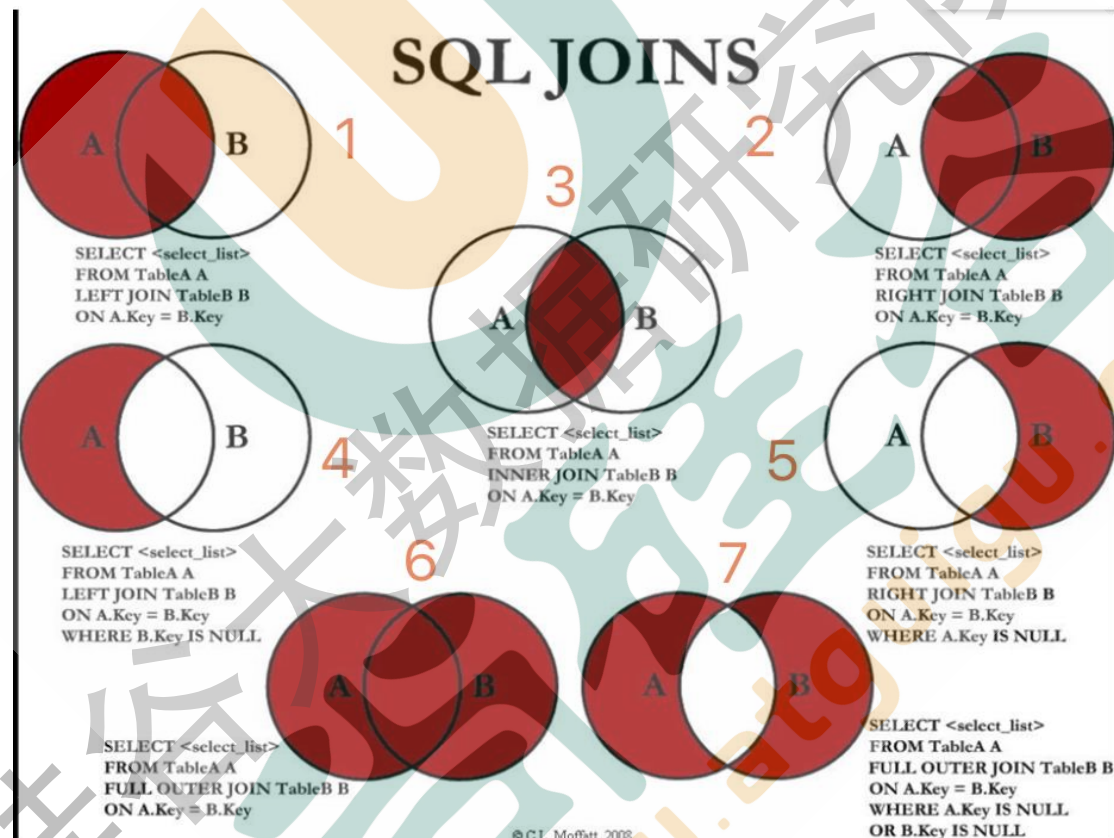 SQL JOINS
A B
1
SELECT <select_list>
FROM TableA A
LEFT JOIN TableB B
ON A.Key = B.Key
2
A B
SELECT <select_list>
FROM TableA A
RIGHT JOIN TableB B
ON A.Key = B.Key
3
A B
SELECT <select_list>
FROM TableA A
INNER JOIN TableB B
ON A.Key = B.Key
A B
4
SELECT <select_list>
FROM TableA A
LEFT JOIN TableB B
ON A.Key = B.Key
WHERE B.Key IS NULL
5
A B
SELECT <select_list>
FROM TableA A
RIGHT JOIN TableB B
ON A.Key = B.Key
WHERE A.Key IS NULL
6
A B
SELECT <select_list>
FROM TableA A
FULL OUTER JOIN TableB B
ON A.Key = B.Key
7
A B
SELECT <select_list>
FROM TableA A
FULL OUTER JOIN TableB B
ON A.Key = B.Key
WHERE A.Key IS NULL
OR B.Key IS NULL
© C.L. Moffatt, 2008
谷大数据研究
u.atguigu.